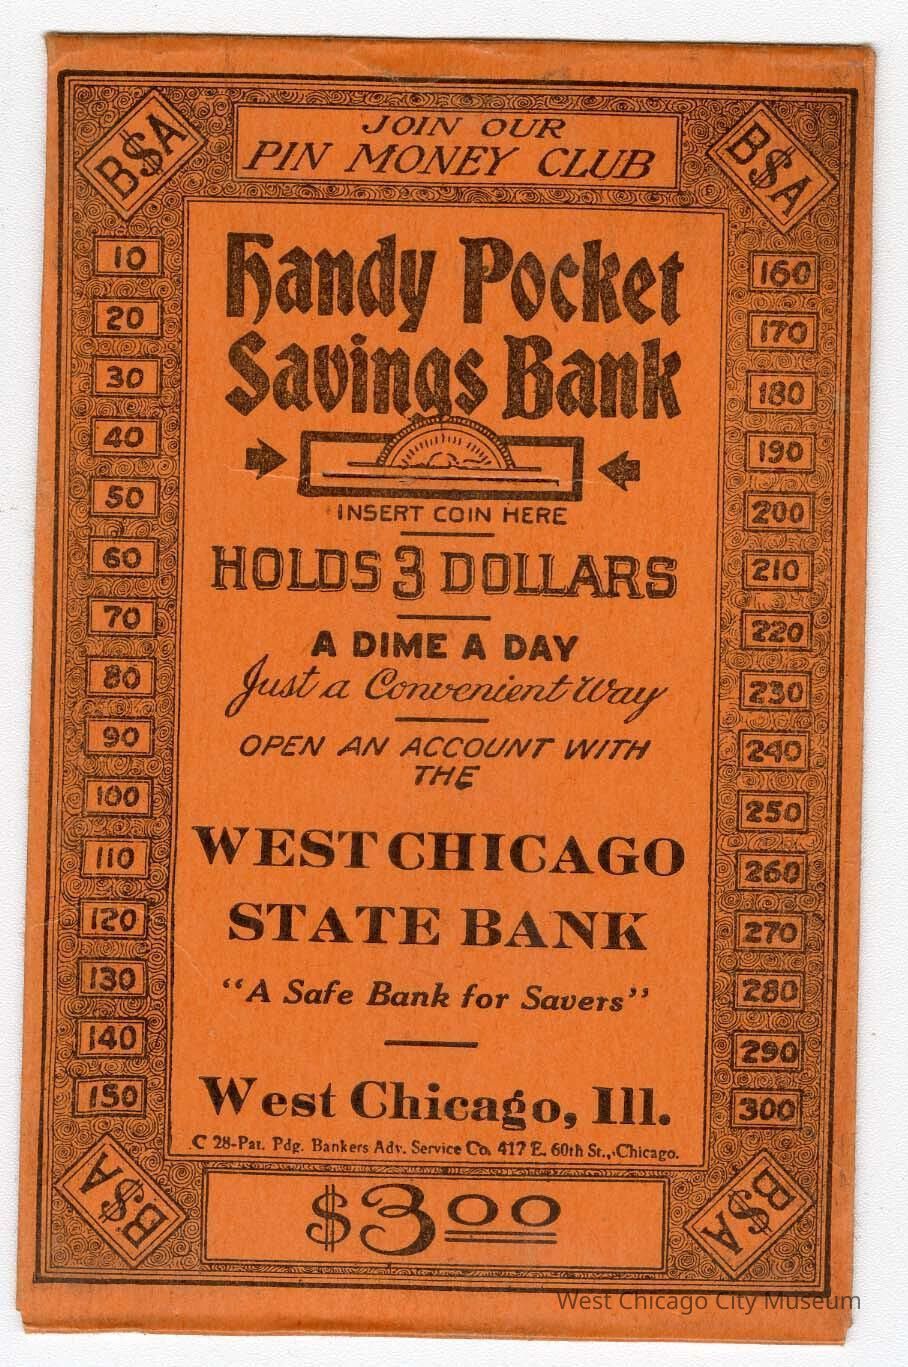 JOIN OUR
PIN MONEY CLUB
B$A
B$A
Handy Pocket
Savings Bank
INSERT COIN HERE
HOLDS 3 DOLLARS
A DIME A DAY
Just a Convenient Way
OPEN AN ACCOUNT WITH
THE
WEST CHICAGO
STATE BANK
"A Safe Bank for Savers"
West Chicago, Ill.
C 28-Pat. Pdg. Bankers Adv. Service Co. 417 E. 60th St., Chicago.
10
20
30
40
50
60
70
80
90
100
110
120
130
140
150
160
170
180
190
200
210
220
230
240
250
260
270
280
290
300
B$A
$3.00
B$A
West Chicago City Museum